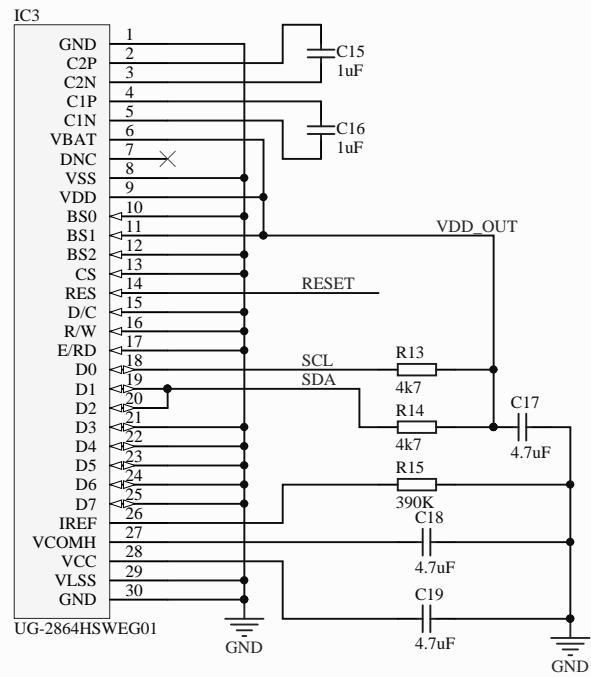 IC3
GND 1
C2P 2
C2N 3
C1P 4
C1N 5
VBAT 6
DNC 7
VSS 8
VDD 9
BS0 10
BS1 11
BS2 12
CS 13
RES 14
D/C 15
R/W 16
E/RD 17
D0 18
D1 19
D2 20
D3 21
D4 22
D5 23
D6 24
D7 25
IREF 26
VCOMH 27
VCC 28
VLSS 29
GND 30
UG-2864HSWEG01
C15
1uF
C16
1uF
VDD_OUT
RESET
SCL
SDA
R13
4k7
R14
4k7
C17
4.7uF
R15
390K
C18
4.7uF
C19
4.7uF
GND
GND